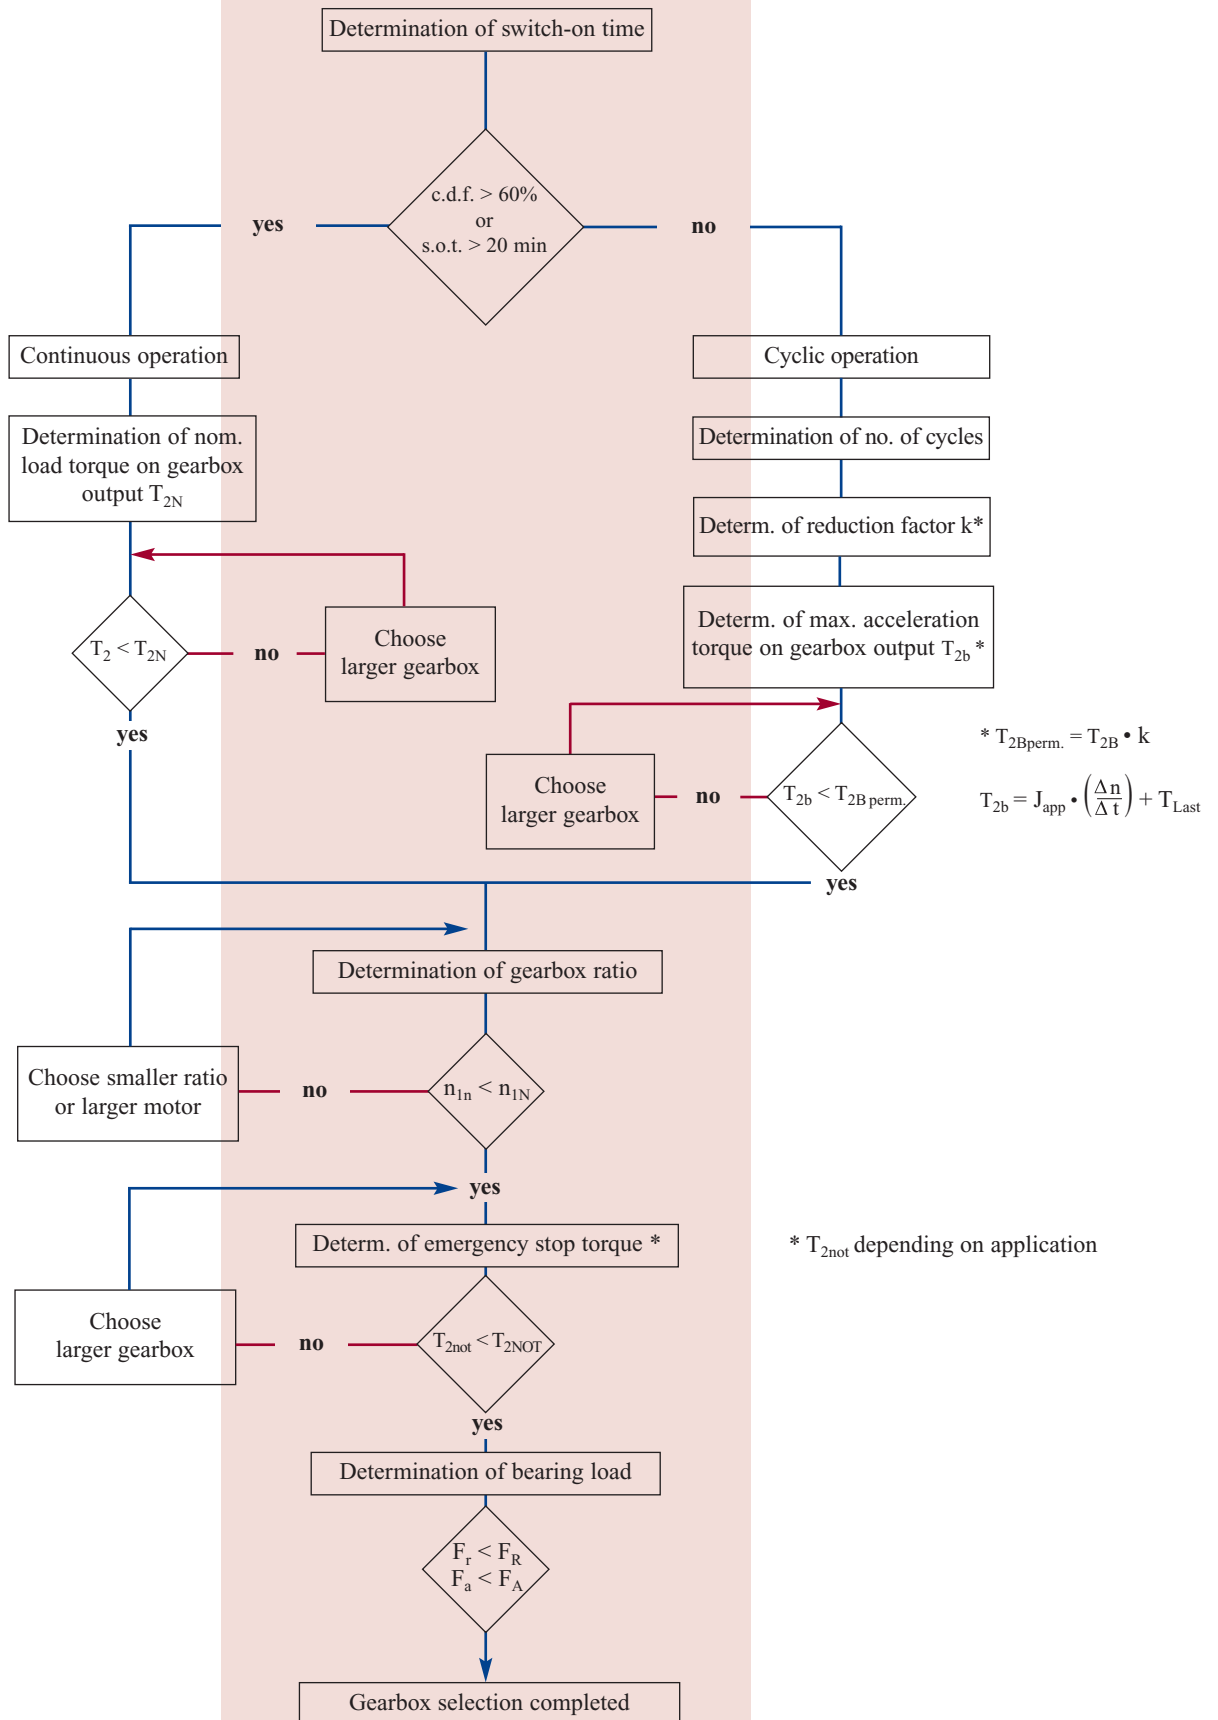 Determination of switch-on time
c.d.f. > 60%
or
s.o.t. > 20 min
yes
no
Continuous operation
Cyclic operation
Determination of nom.
load torque on gearbox
output T2N
Determination of no. of cycles
Determ. of reduction factor k*
Determ. of max. acceleration
torque on gearbox output T2b *
T2 < T2N
no
Choose
larger gearbox
yes
Choose
larger gearbox
no
T2b < T2B perm.
yes
* T2Bperm. = T2B • k
T2b = Japp • (Δn/Δt) + TLast
Determination of gearbox ratio
Choose smaller ratio
or larger motor
no
n1n < n1N
yes
Determ. of emergency stop torque *
* T2not depending on application
Choose
larger gearbox
no
T2not < T2NOT
yes
Determination of bearing load
Fr < FR
Fa < FA
Gearbox selection completed